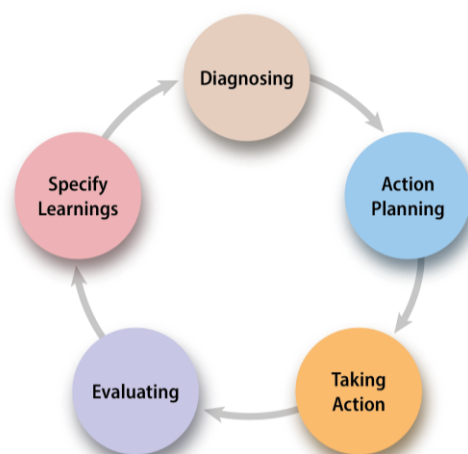 Diagnosing
Action
Planning
Taking
Action
Evaluating
Specify
Learnings